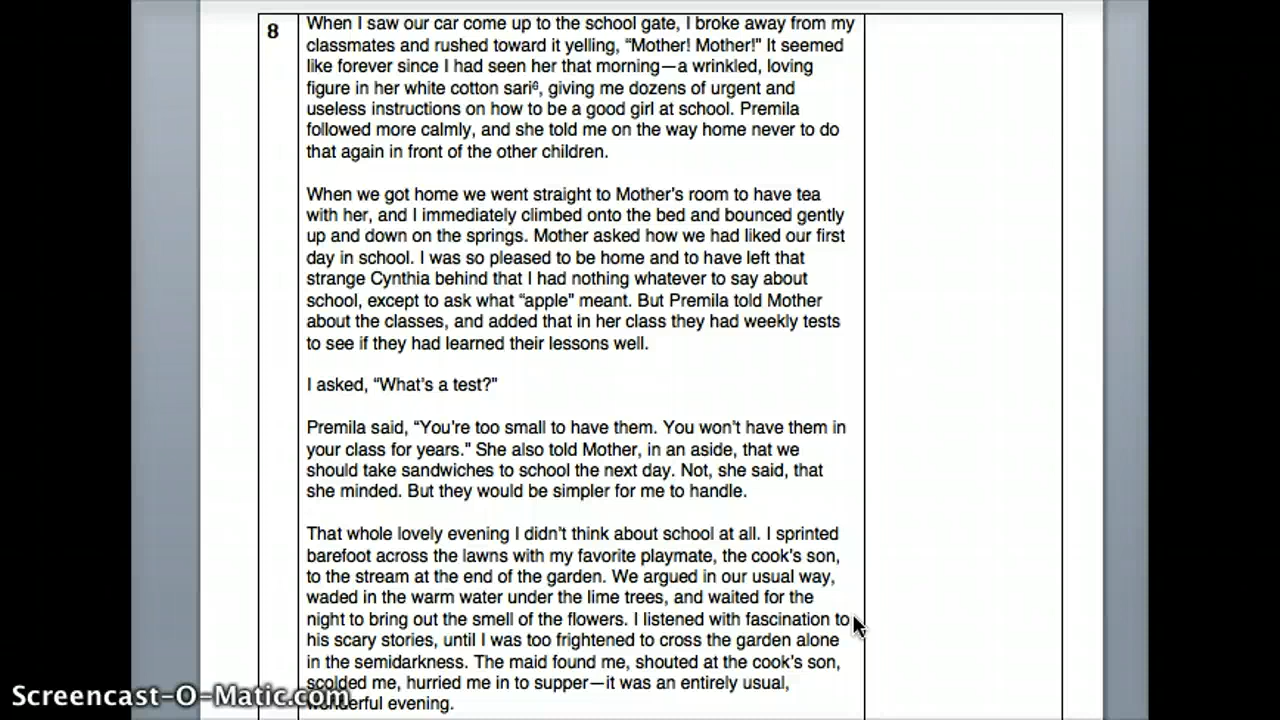 8
When I saw our car come up to the school gate, I broke away from my
classmates and rushed toward it yelling, “Mother! Mother!” It seemed
like forever since I had seen her that morning—a wrinkled, loving
figure in her white cotton sari⁶, giving me dozens of urgent and
useless instructions on how to be a good girl at school. Premila
followed more calmly, and she told me on the way home never to do
that again in front of the other children.
When we got home we went straight to Mother’s room to have tea
with her, and I immediately climbed onto the bed and bounced gently
up and down on the springs. Mother asked how we had liked our first
day in school. I was so pleased to be home and to have left that
strange Cynthia behind that I had nothing whatever to say about
school, except to ask what “apple” meant. But Premila told Mother
about the classes, and added that in her class they had weekly tests
to see if they had learned their lessons well.
I asked, “What’s a test?”
Premila said, “You’re too small to have them. You won’t have them in
your class for years.” She also told Mother, in an aside, that we
should take sandwiches to school the next day. Not, she said, that
she minded. But they would be simpler for me to handle.
That whole lovely evening I didn’t think about school at all. I sprinted
barefoot across the lawns with my favorite playmate, the cook’s son,
to the stream at the end of the garden. We argued in our usual way,
waded in the warm water under the lime trees, and waited for the
night to bring out the smell of the flowers. I listened with fascination to
his scary stories, until I was too frightened to cross the garden alone
in the semidarkness. The maid found me, shouted at the cook’s son,
scolded me, hurried me in to supper—it was an entirely usual,
wonderful evening.
Screencast-O-Matic.com